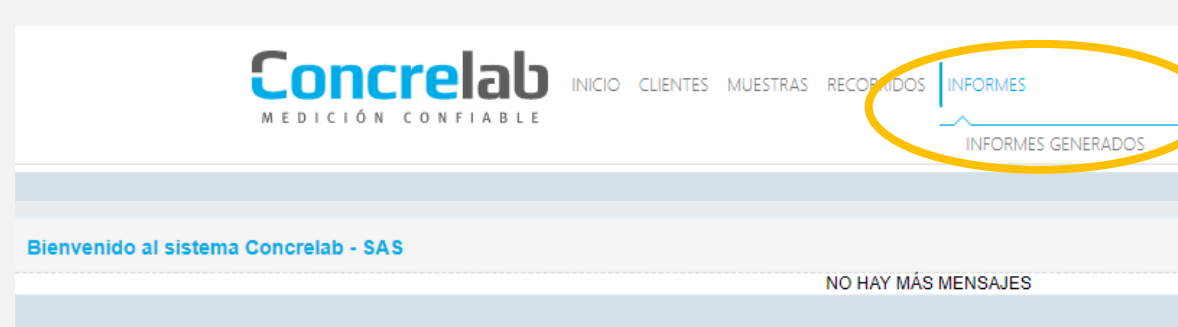 Concrelab
MEDICIÓN CONFIABLE
INICIO CLIENTES MUESTRAS RECORRIDOS INFORMES
INFORMES GENERADOS
Bienvenido al sistema Concrelab - SAS
NO HAY MÁS MENSAJES